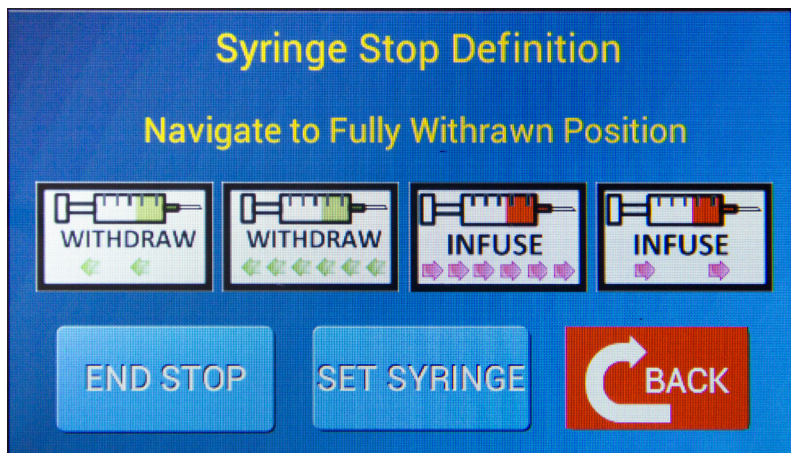 Syringe Stop Definition
Navigate to Fully Withrawn Position
WITHDRAW
WITHDRAW
INFUSE
INFUSE
END STOP
SET SYRINGE
BACK